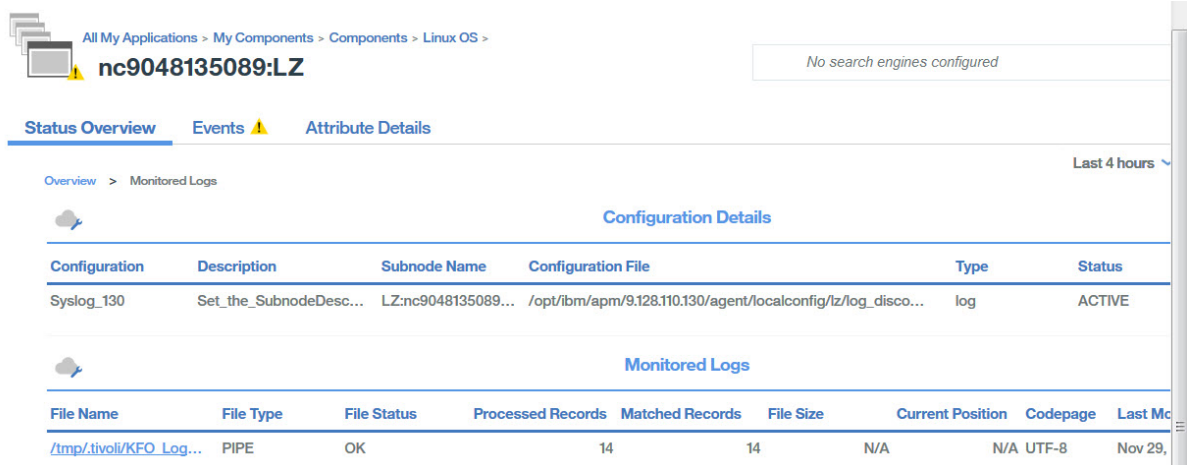 All My Applications > My Components > Components > Linux OS >
nc9048135089:LZ
No search engines configured
Status Overview Events Attribute Details
Last 4 hours
Overview > Monitored Logs
Configuration Details
Configuration Description Subnode Name Configuration File Type Status
Syslog_130 Set_the_SubnodeDesc... LZ:nc9048135089... /opt/ibm/apm/9.128.110.130/agent/localconfig/lz/log_disco... log ACTIVE
Monitored Logs
File Name File Type File Status Processed Records Matched Records File Size Current Position Codepage Last Mo
/tmp/.tivoli/KFO_Log... PIPE OK 14 14 N/A N/A UTF-8 Nov 29,